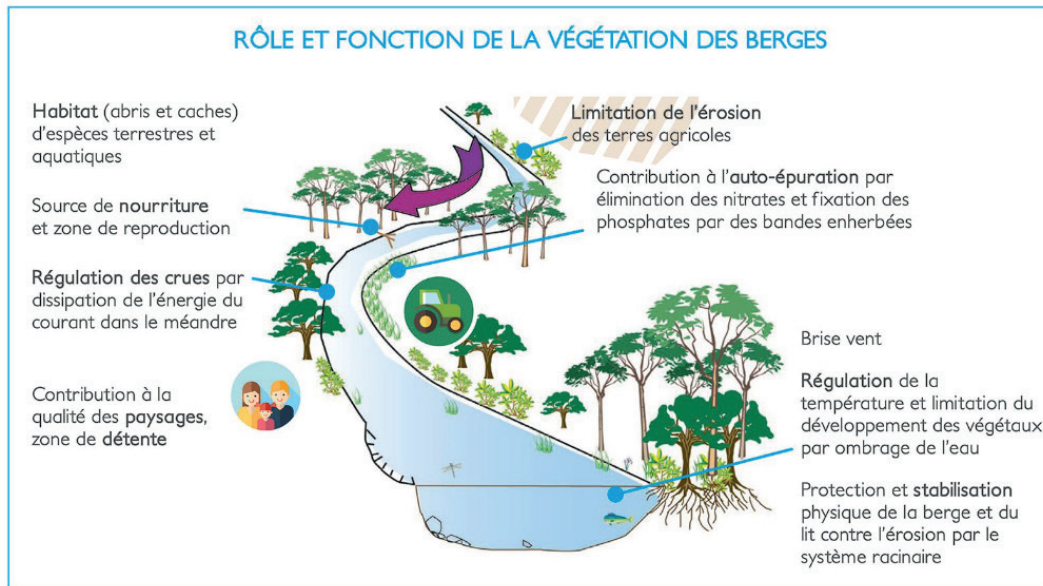 RÔLE ET FONCTION DE LA VÉGÉTATION DES BERGES
Habitat (abris et caches)
d'espèces terrestres et
aquatiques
Source de nourriture
et zone de reproduction
Régulation des crues par
dissipation de l'énergie du
courant dans le méandre
Contribution à la
qualité des paysages,
zone de détente
Limitation de l'érosion
des terres agricoles
Contribution à l'auto-épuration par
élimination des nitrates et fixation des
phosphates par des bandes enherbées
Brise vent
Régulation de la
température et limitation du
développement des végétaux
par ombrage de l'eau
Protection et stabilisation
physique de la berge et du
lit contre l'érosion par le
système racinaire